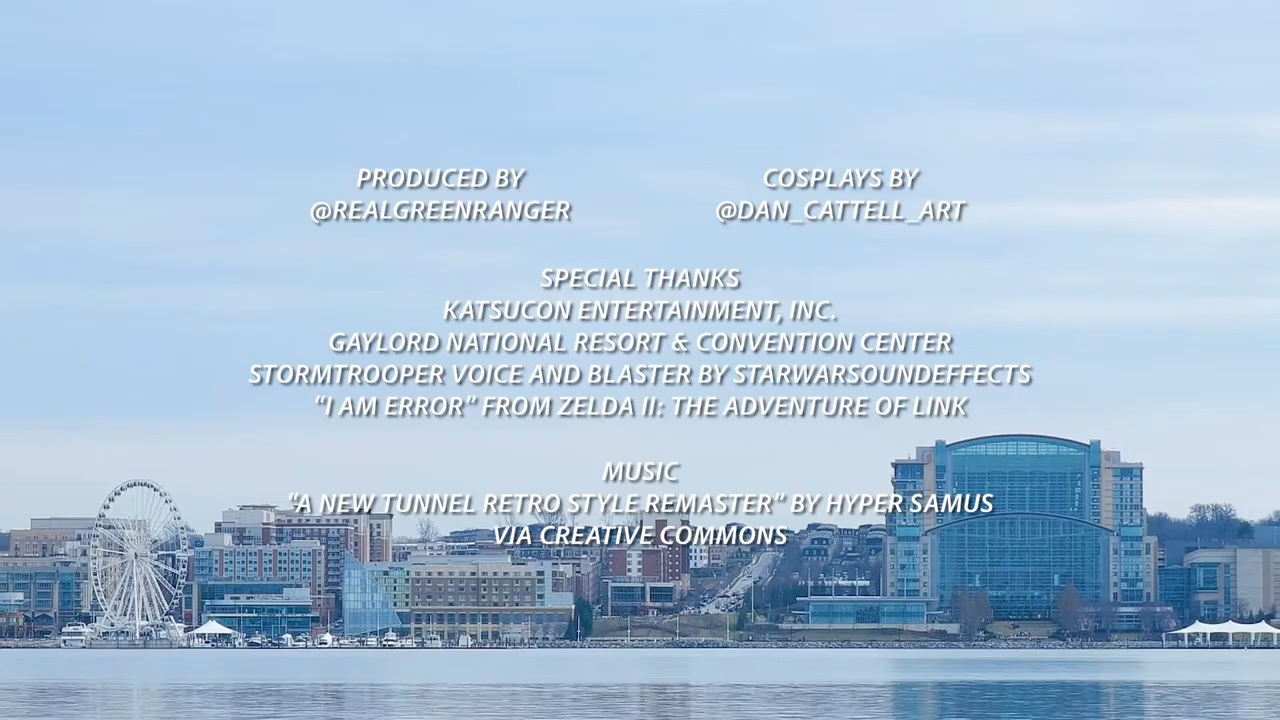 PRODUCED BY
@REALGREENRANGER
COSPLAYS BY
@DAN_CATTELL_ART
SPECIAL THANKS
KATSUCON ENTERTAINMENT, INC.
GAYLORD NATIONAL RESORT & CONVENTION CENTER
STORMTROOPER VOICE AND BLASTER BY STARWARSOUNDEFFECTS
“I AM ERROR” FROM ZELDA II: THE ADVENTURE OF LINK
MUSIC
“A NEW TUNNEL RETRO STYLE REMASTER” BY HYPER SAMUS
VIA CREATIVE COMMONS